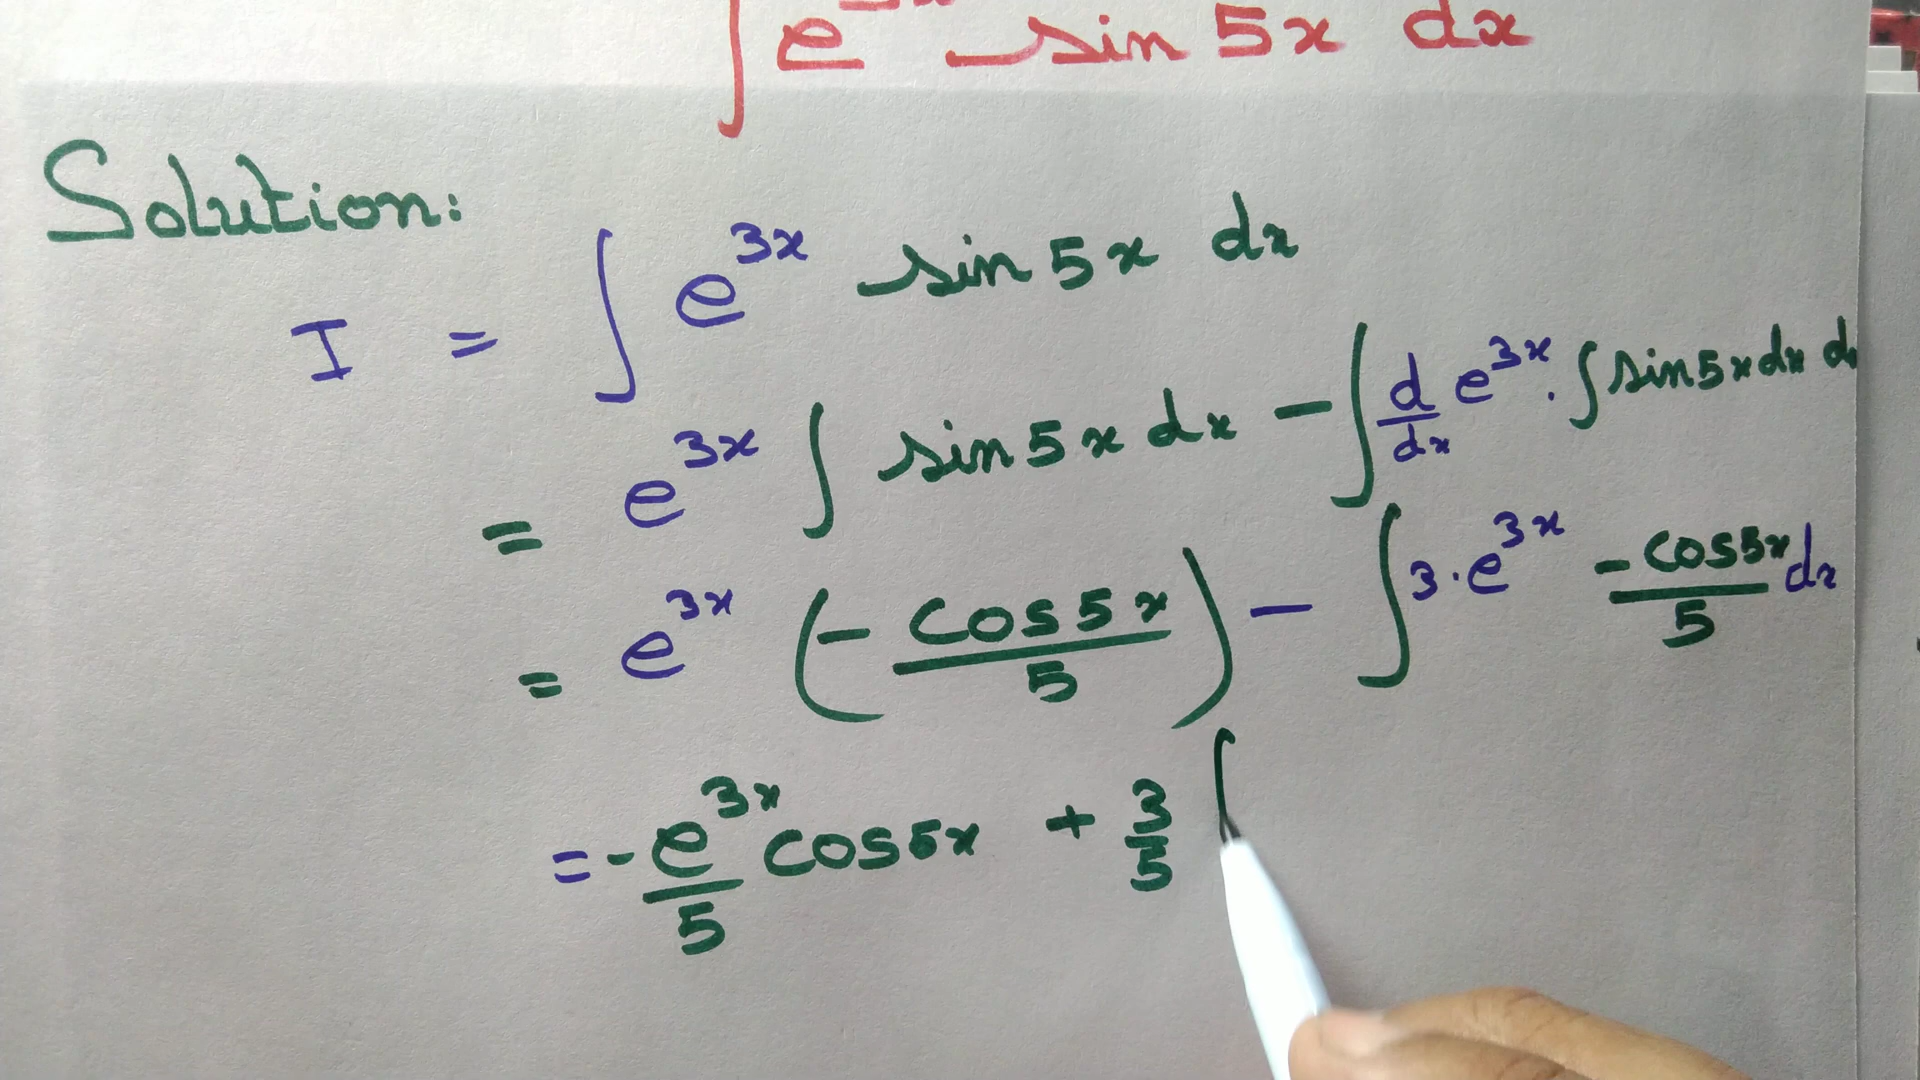 ∫ e^3x sin 5x dx
Solution:
I = ∫ e^3x sin 5x dx
= e^3x ∫ sin 5x dx - ∫ d/dx e^3x . ∫ sin 5x dx dx
= e^3x (- cos 5x / 5) - ∫ 3 . e^3x - cos 5x / 5 dx
= - e^3x / 5 cos 5x + 3/5 ∫